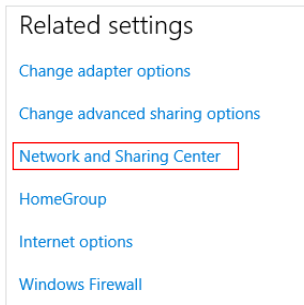 Related settings
Change adapter options
Change advanced sharing options
Network and Sharing Center
HomeGroup
Internet options
Windows Firewall